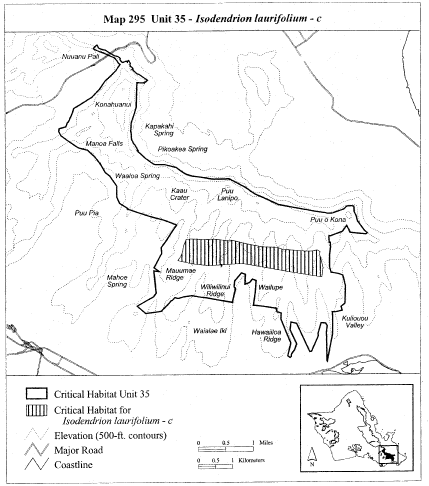 Map 295 Unit 35 - Isodendrion laurifolium - c
Nuuanu Pali
Konahuanui
Kapakahi
Spring
Manoa Falls
Pikoakea Spring
Waaloa Spring
Kaau
Crater
Puu
Lanipo
Puu Pia
Puu o Kona
Mauumae
Ridge
Mahoe
Spring
Wiliwilinui
Ridge
Wailupe
Kuliouou
Valley
Waialae Iki
Hawaiiloa
Ridge
Critical Habitat Unit 35
Critical Habitat for
Isodendrion laurifolium - c
Elevation (500-ft. contours)
Major Road
Coastline
0 0.5 1 Miles
0 0.5 1 Kilometers
N